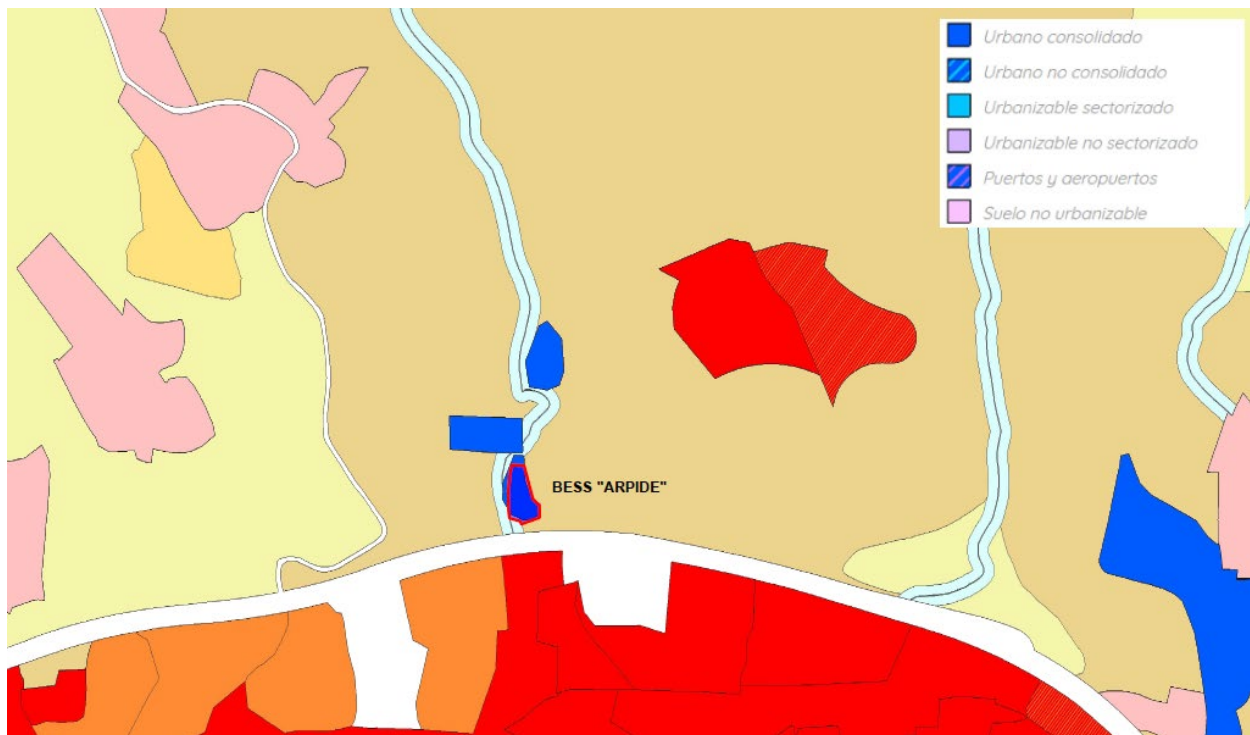 Urbano consolidado
Urbano no consolidado
Urbanizable sectorizado
Urbanizable no sectorizado
Puertos y aeropuertos
Suelo no urbanizable
BESS "ARPIDE"